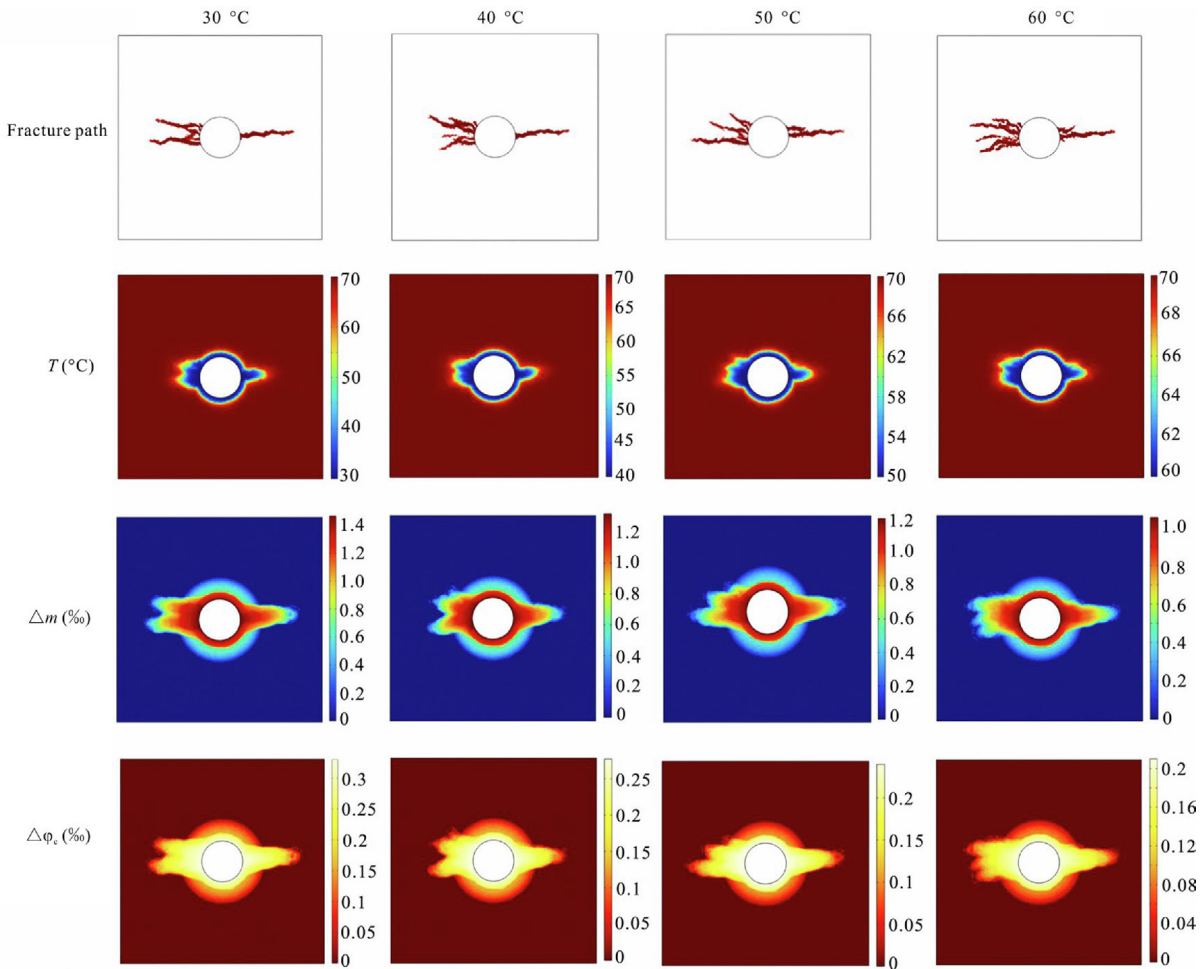 30 °C 40 °C 50 °C 60 °C
Fracture path
T (°C)
70 60 50 40 30
70 65 60 55 50 45 40
70 66 62 60 58 54 50
70 68 66 64 62 60
△m (‰)
1.4 1.2 1.0 0.8 0.6 0.4 0.2 0
1.2 1.0 0.8 0.6 0.4 0.2 0
1.2 1.0 0.8 0.6 0.4 0.2 0
1.0 0.8 0.6 0.4 0.2 0
△φc (‰)
0.3 0.25 0.2 0.15 0.1 0.05 0
0.25 0.2 0.15 0.1 0.05 0
0.2 0.15 0.1 0.05 0
0.2 0.16 0.12 0.08 0.04 0